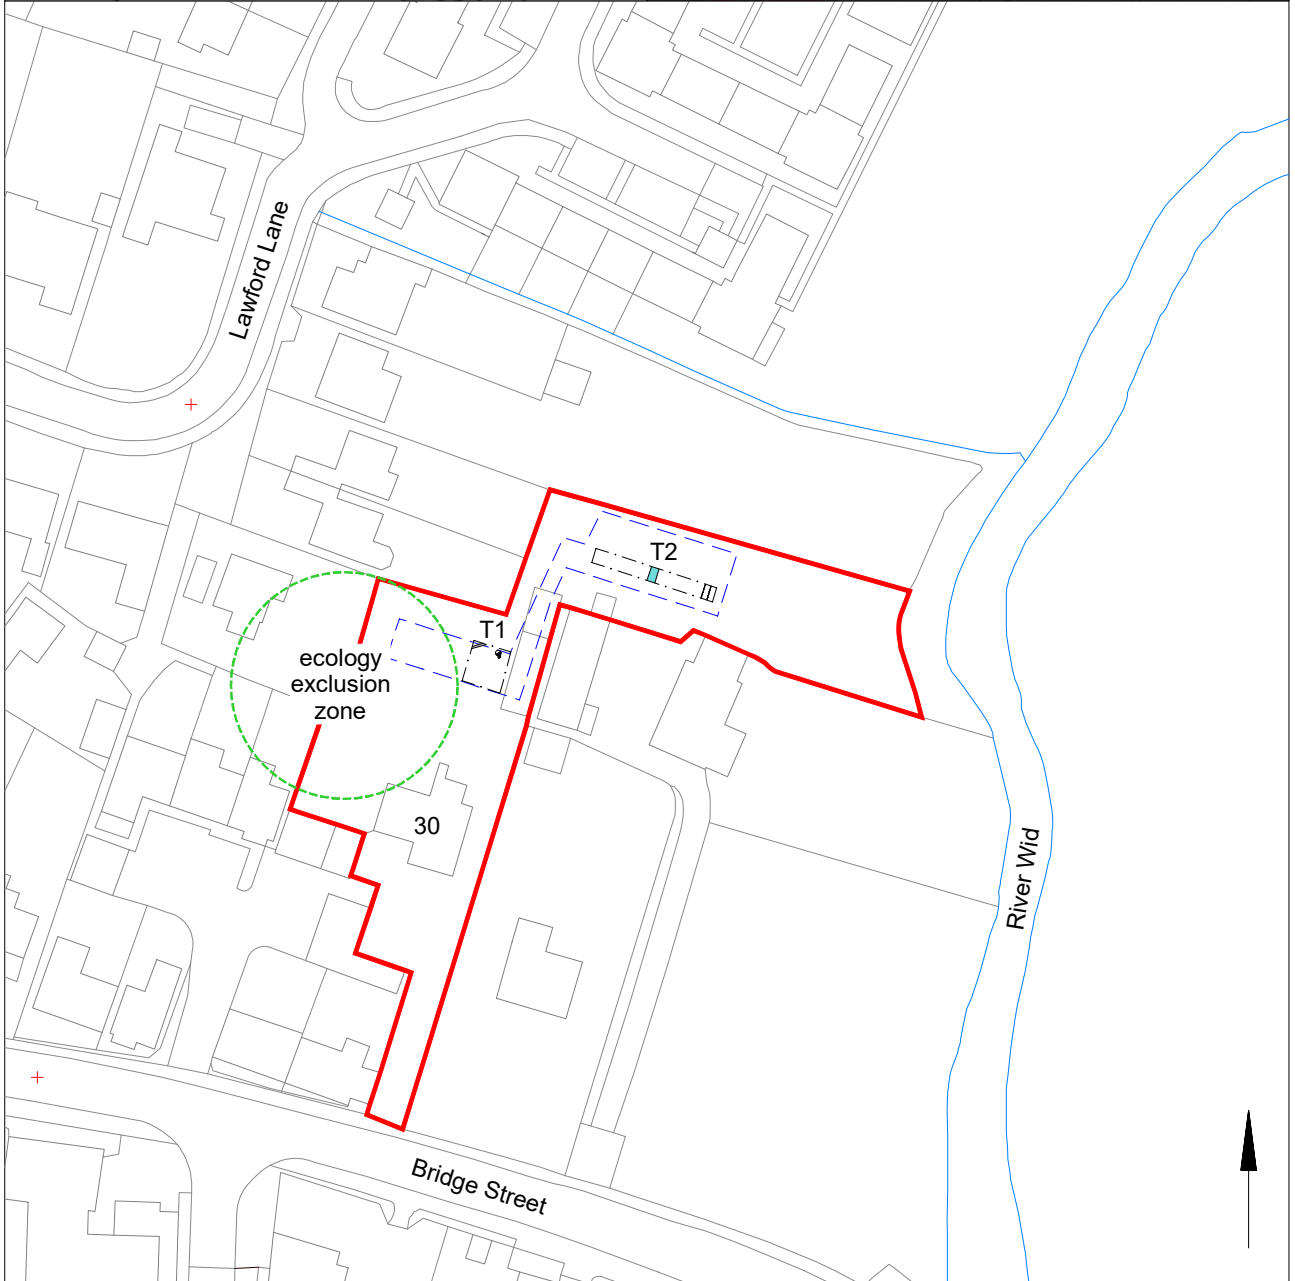 Lawford Lane
T2
T1
ecology
exclusion
zone
30
River Wid
Bridge Street